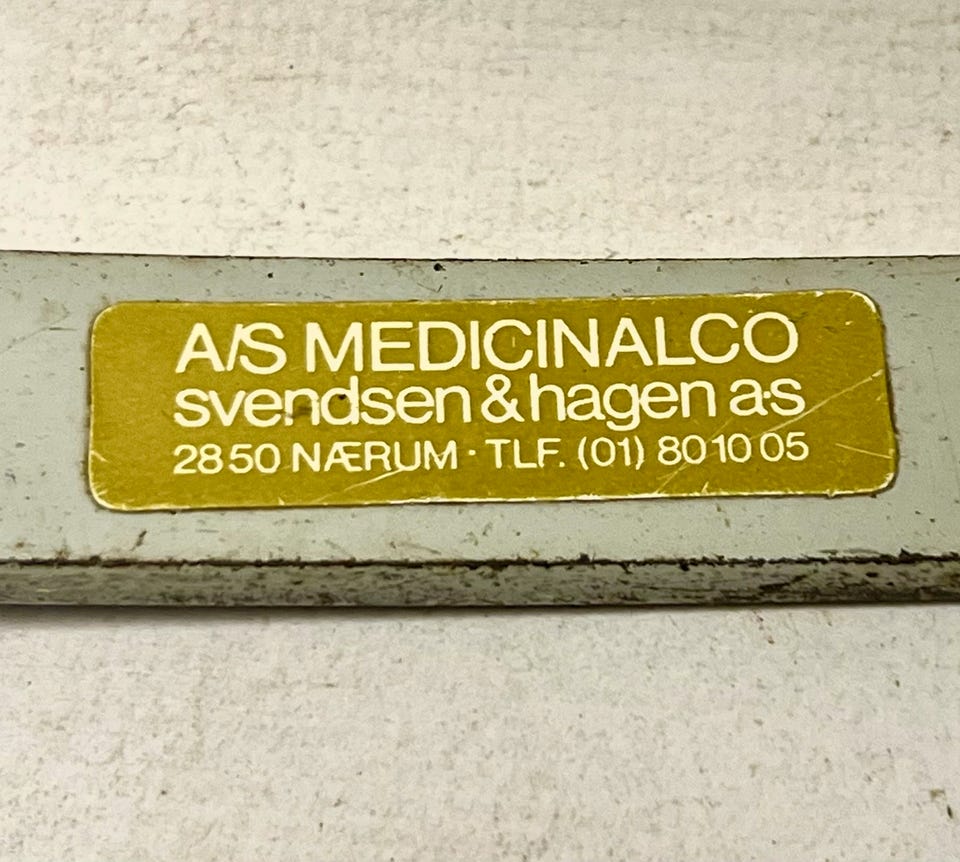 A/S MEDICINALCO
svendsen & hagen a·s
2850 NÆRUM · TLF. (01) 80 10 05